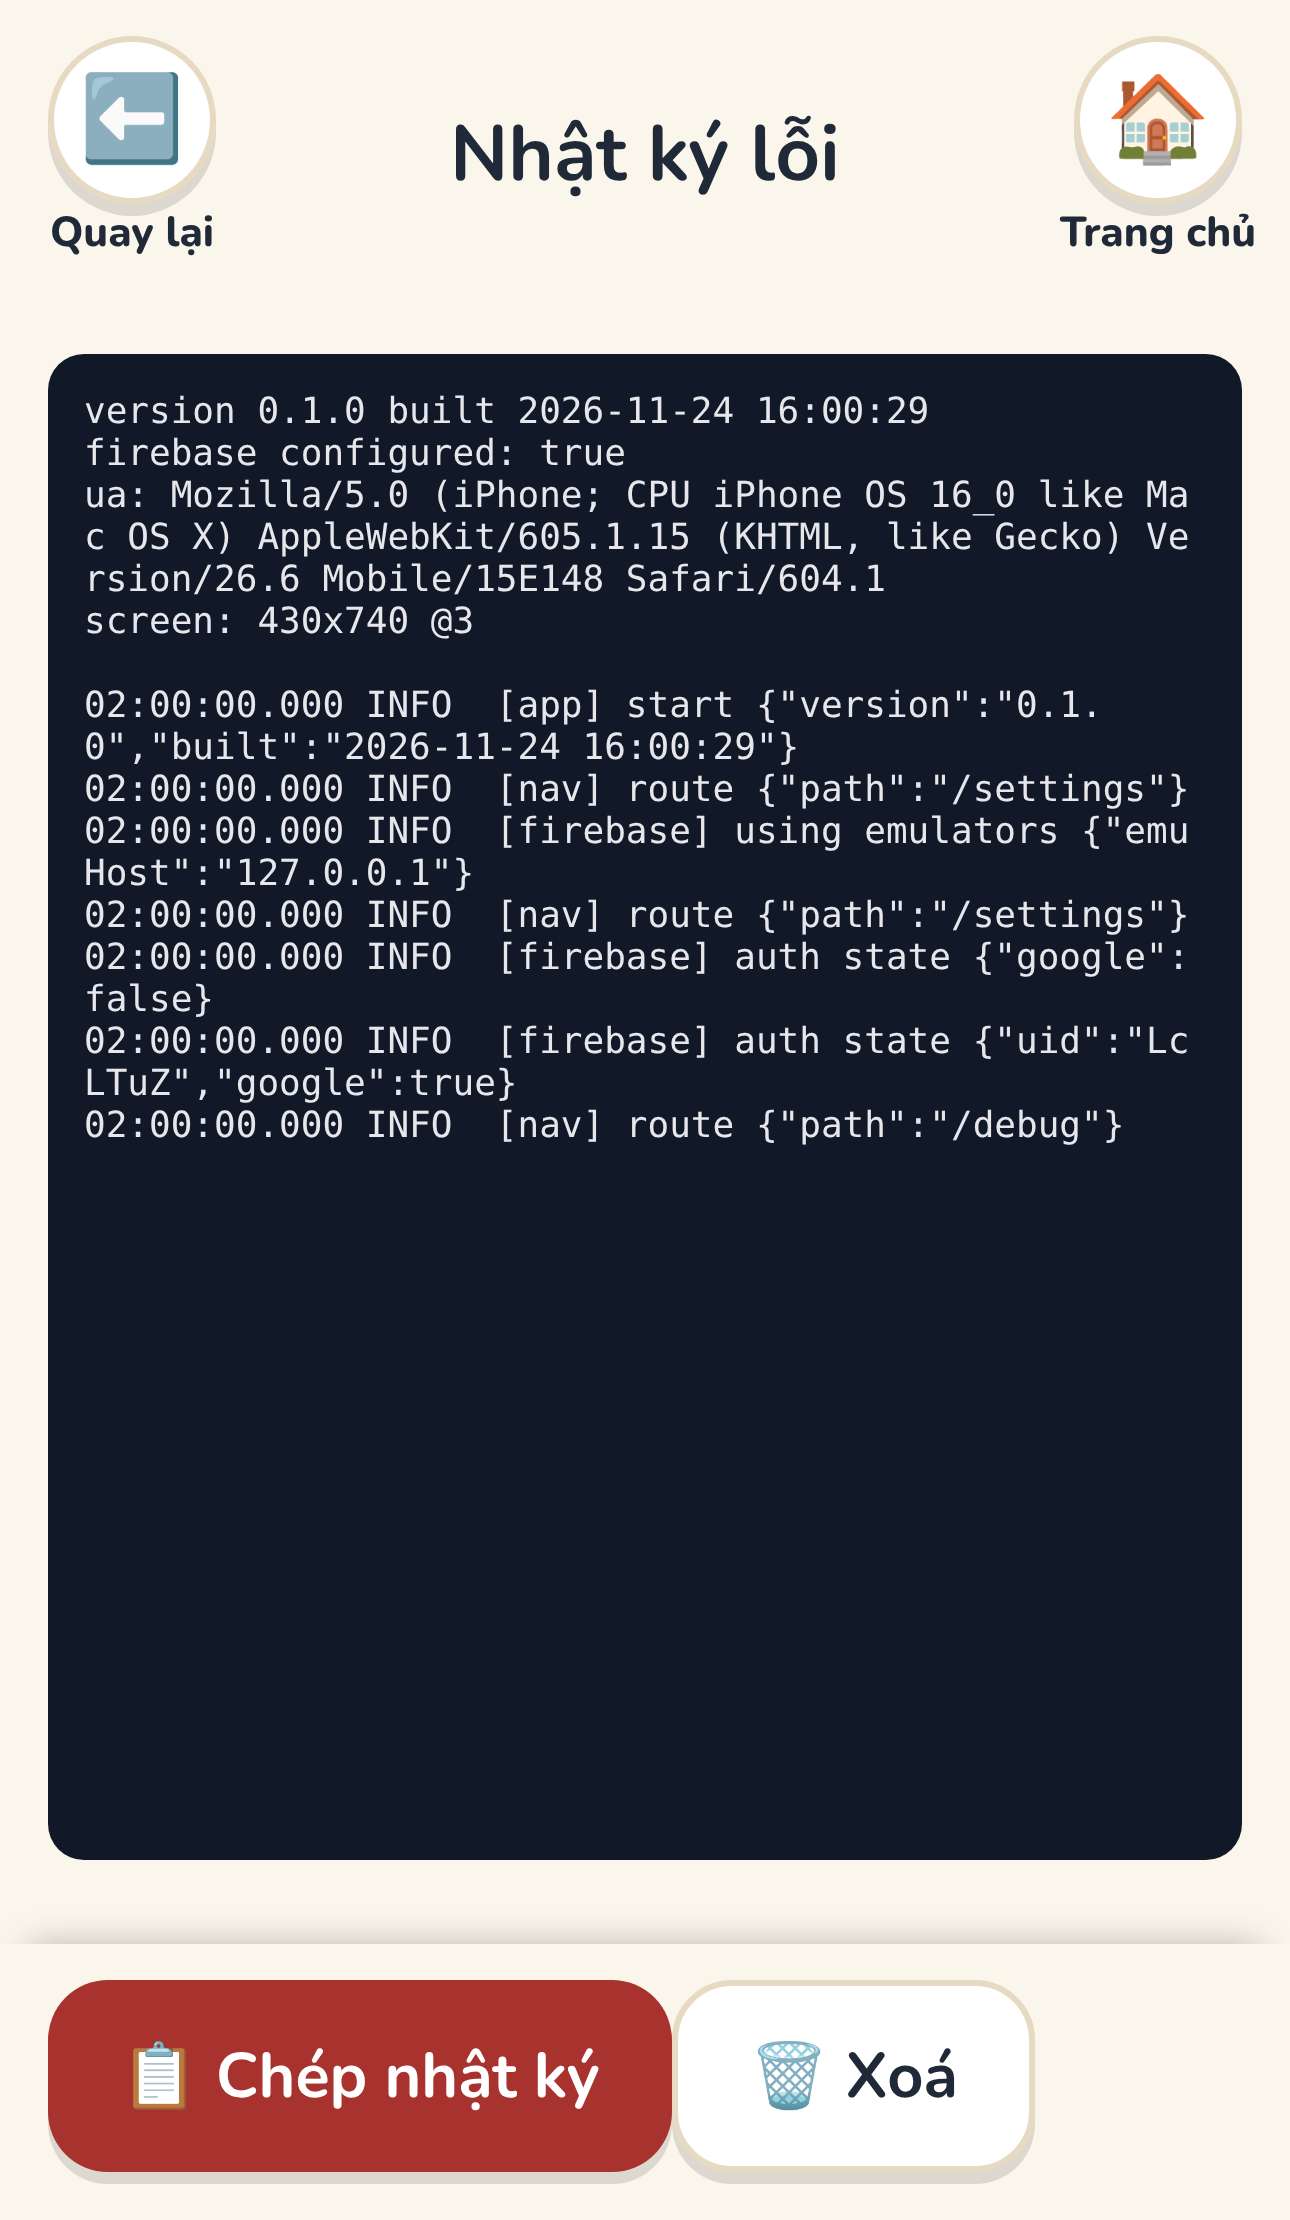 Nhật ký lỗi
Quay lại
Trang chủ
version 0.1.0 built 2026-11-24 16:00:29
firebase configured: true
ua: Mozilla/5.0 (iPhone; CPU iPhone OS 16_0 like Ma
c OS X) AppleWebKit/605.1.15 (KHTML, like Gecko) Ve
rsion/26.6 Mobile/15E148 Safari/604.1
screen: 430x740 @3
02:00:00.000 INFO  [app] start {"version":"0.1.
0","built":"2026-11-24 16:00:29"}
02:00:00.000 INFO  [nav] route {"path":"/settings"}
02:00:00.000 INFO  [firebase] using emulators {"emu
Host":"127.0.0.1"}
02:00:00.000 INFO  [nav] route {"path":"/settings"}
02:00:00.000 INFO  [firebase] auth state {"google":
false}
02:00:00.000 INFO  [firebase] auth state {"uid":"Lc
LTuZ","google":true}
02:00:00.000 INFO  [nav] route {"path":"/debug"}
Chép nhật ký
Xoá